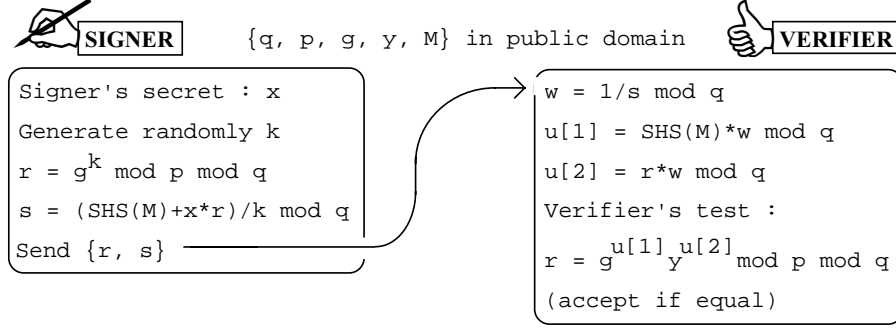 SIGNER {q, p, g, y, M} in public domain VERIFIER
Signer's secret : x
Generate randomly k
r = g^k mod p mod q
s = (SHS(M)+x*r)/k mod q
Send {r, s}
w = 1/s mod q
u[1] = SHS(M)*w mod q
u[2] = r*w mod q
Verifier's test :
r = g^u[1] y^u[2] mod p mod q
(accept if equal)